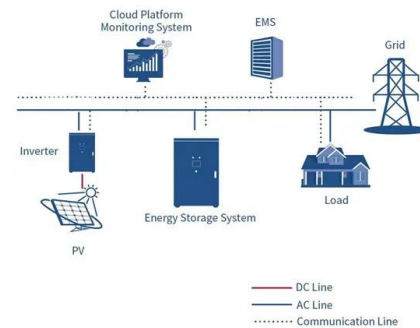 Cloud Platform
Monitoring System
EMS
Grid
Inverter
Energy Storage System
Load
PV
DC Line
AC Line
Communication Line